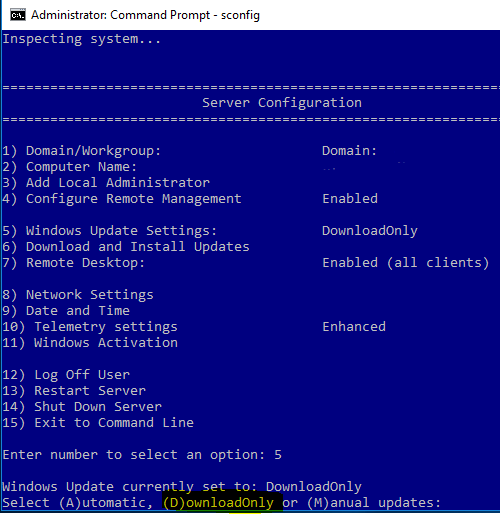 Administrator: Command Prompt - sconfig
Inspecting system...
===============================================================
Server Configuration
===============================================================
1) Domain/Workgroup: Domain:
2) Computer Name:
3) Add Local Administrator
4) Configure Remote Management Enabled
5) Windows Update Settings: DownloadOnly
6) Download and Install Updates
7) Remote Desktop: Enabled (all clients)
8) Network Settings
9) Date and Time
10) Telemetry settings Enhanced
11) Windows Activation
12) Log Off User
13) Restart Server
14) Shut Down Server
15) Exit to Command Line
Enter number to select an option: 5
Windows Update currently set to: DownloadOnly
Select (A)utomatic, (D)ownloadOnly or (M)anual updates: